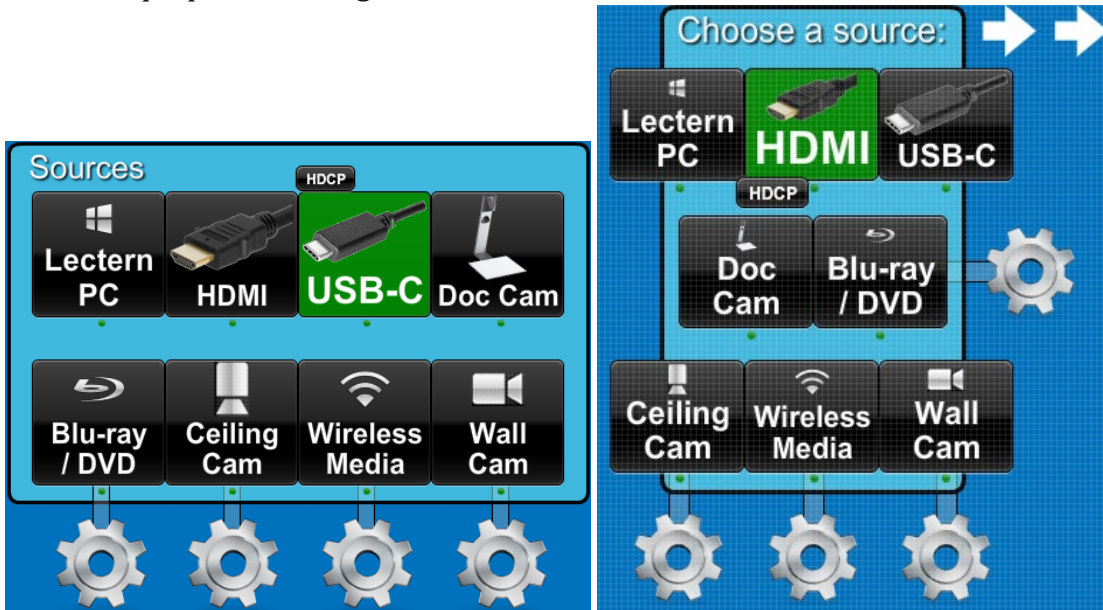 Sources
HDCP
Lectern
PC
HDMI
USB-C
Doc Cam
Blu-ray
/ DVD
Ceiling
Cam
Wireless
Media
Wall
Cam
Choose a source:
Lectern
PC
HDMI
USB-C
HDCP
Doc
Cam
Blu-ray
/ DVD
Ceiling
Cam
Wireless
Media
Wall
Cam